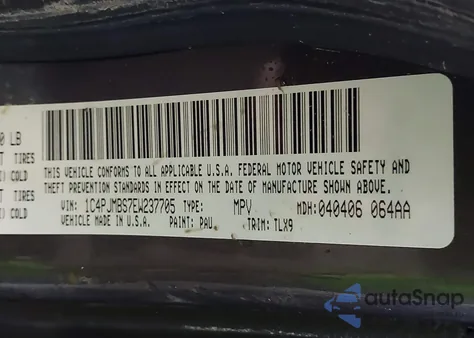 0 LB
T TIRES
COLD
T TIRES
COLD
THIS VEHICLE CONFORMS TO ALL APPLICABLE U.S.A. FEDERAL MOTOR VEHICLE SAFETY AND
THEFT PREVENTION STANDARDS IN EFFECT ON THE DATE OF MANUFACTURE SHOWN ABOVE.
VIN: 1C4PJMBS7EW237705 TYPE: MPV MDH: 040406 064AA
VEHICLE MADE IN U.S.A. PAINT: PAU TRIM: TLX9
autoSnap